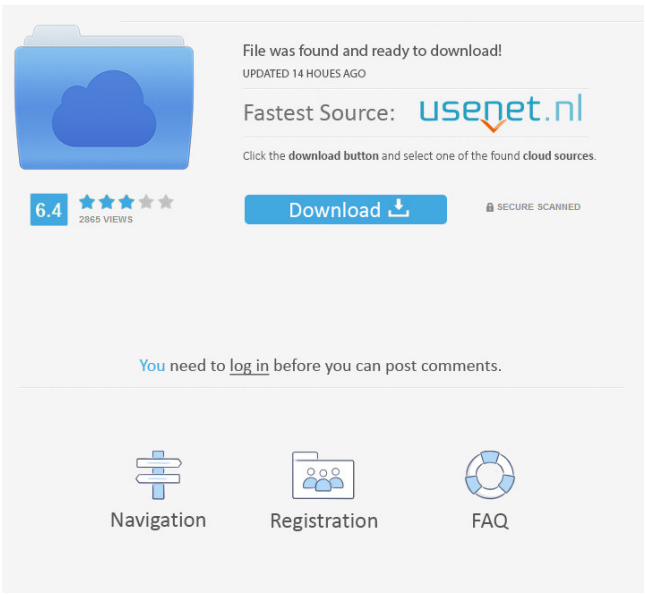 File was found and ready to download!
UPDATED 14 HOUES AGO
Fastest Source: usenet.nl
Click the download button and select one of the found cloud sources.
6.4
2865 VIEWS
Download
SECURE SCANNED
You need to log in before you can post comments.
Navigation
Registration
FAQ